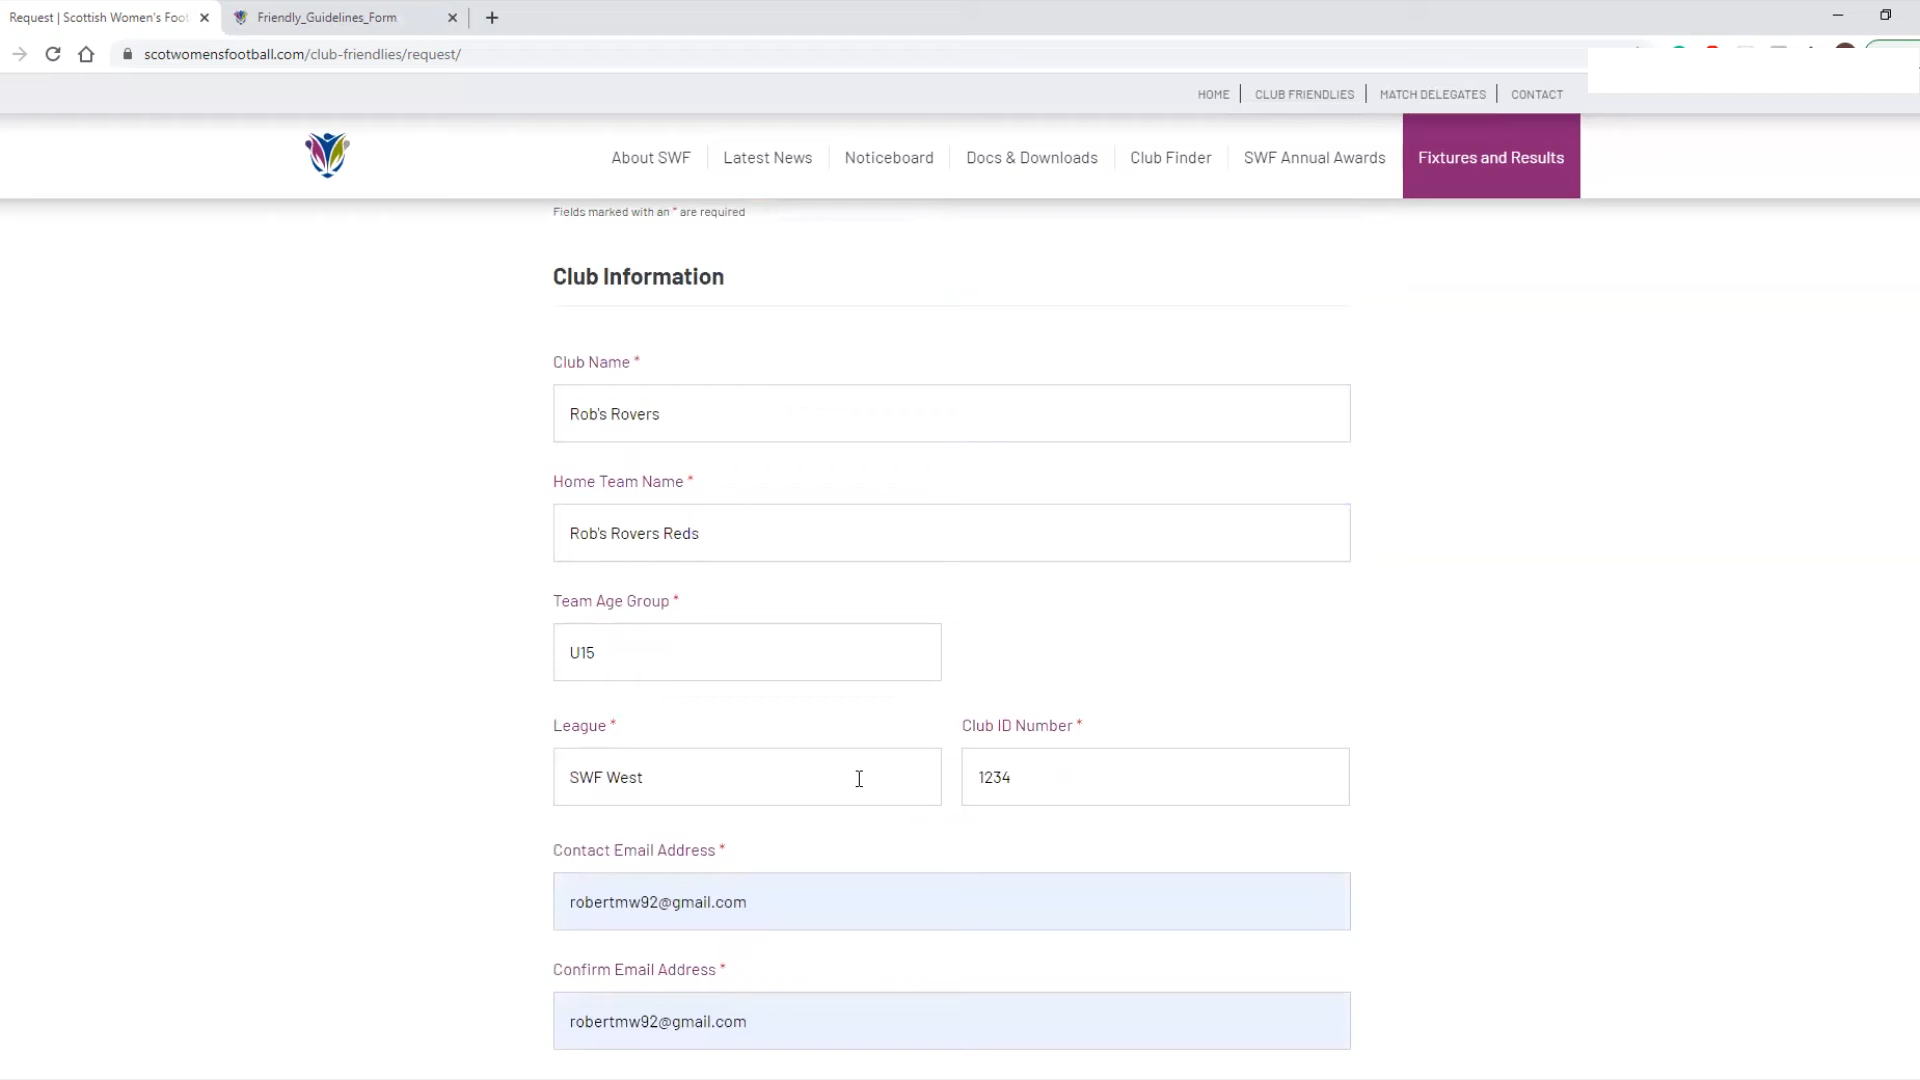 Request | Scottish Women's Foot
Friendly_Guidelines_Form
scotwomensfootball.com/club-friendlies/request/
HOME CLUB FRIENDLIES MATCH DELEGATES CONTACT
About SWF Latest News Noticeboard Docs & Downloads Club Finder SWF Annual Awards Fixtures and Results
Fields marked with an * are required
Club Information
Club Name *
Rob's Rovers
Home Team Name *
Rob's Rovers Reds
Team Age Group *
U15
League * Club ID Number *
SWF West 1234
Contact Email Address *
robertmw92@gmail.com
Confirm Email Address *
robertmw92@gmail.com